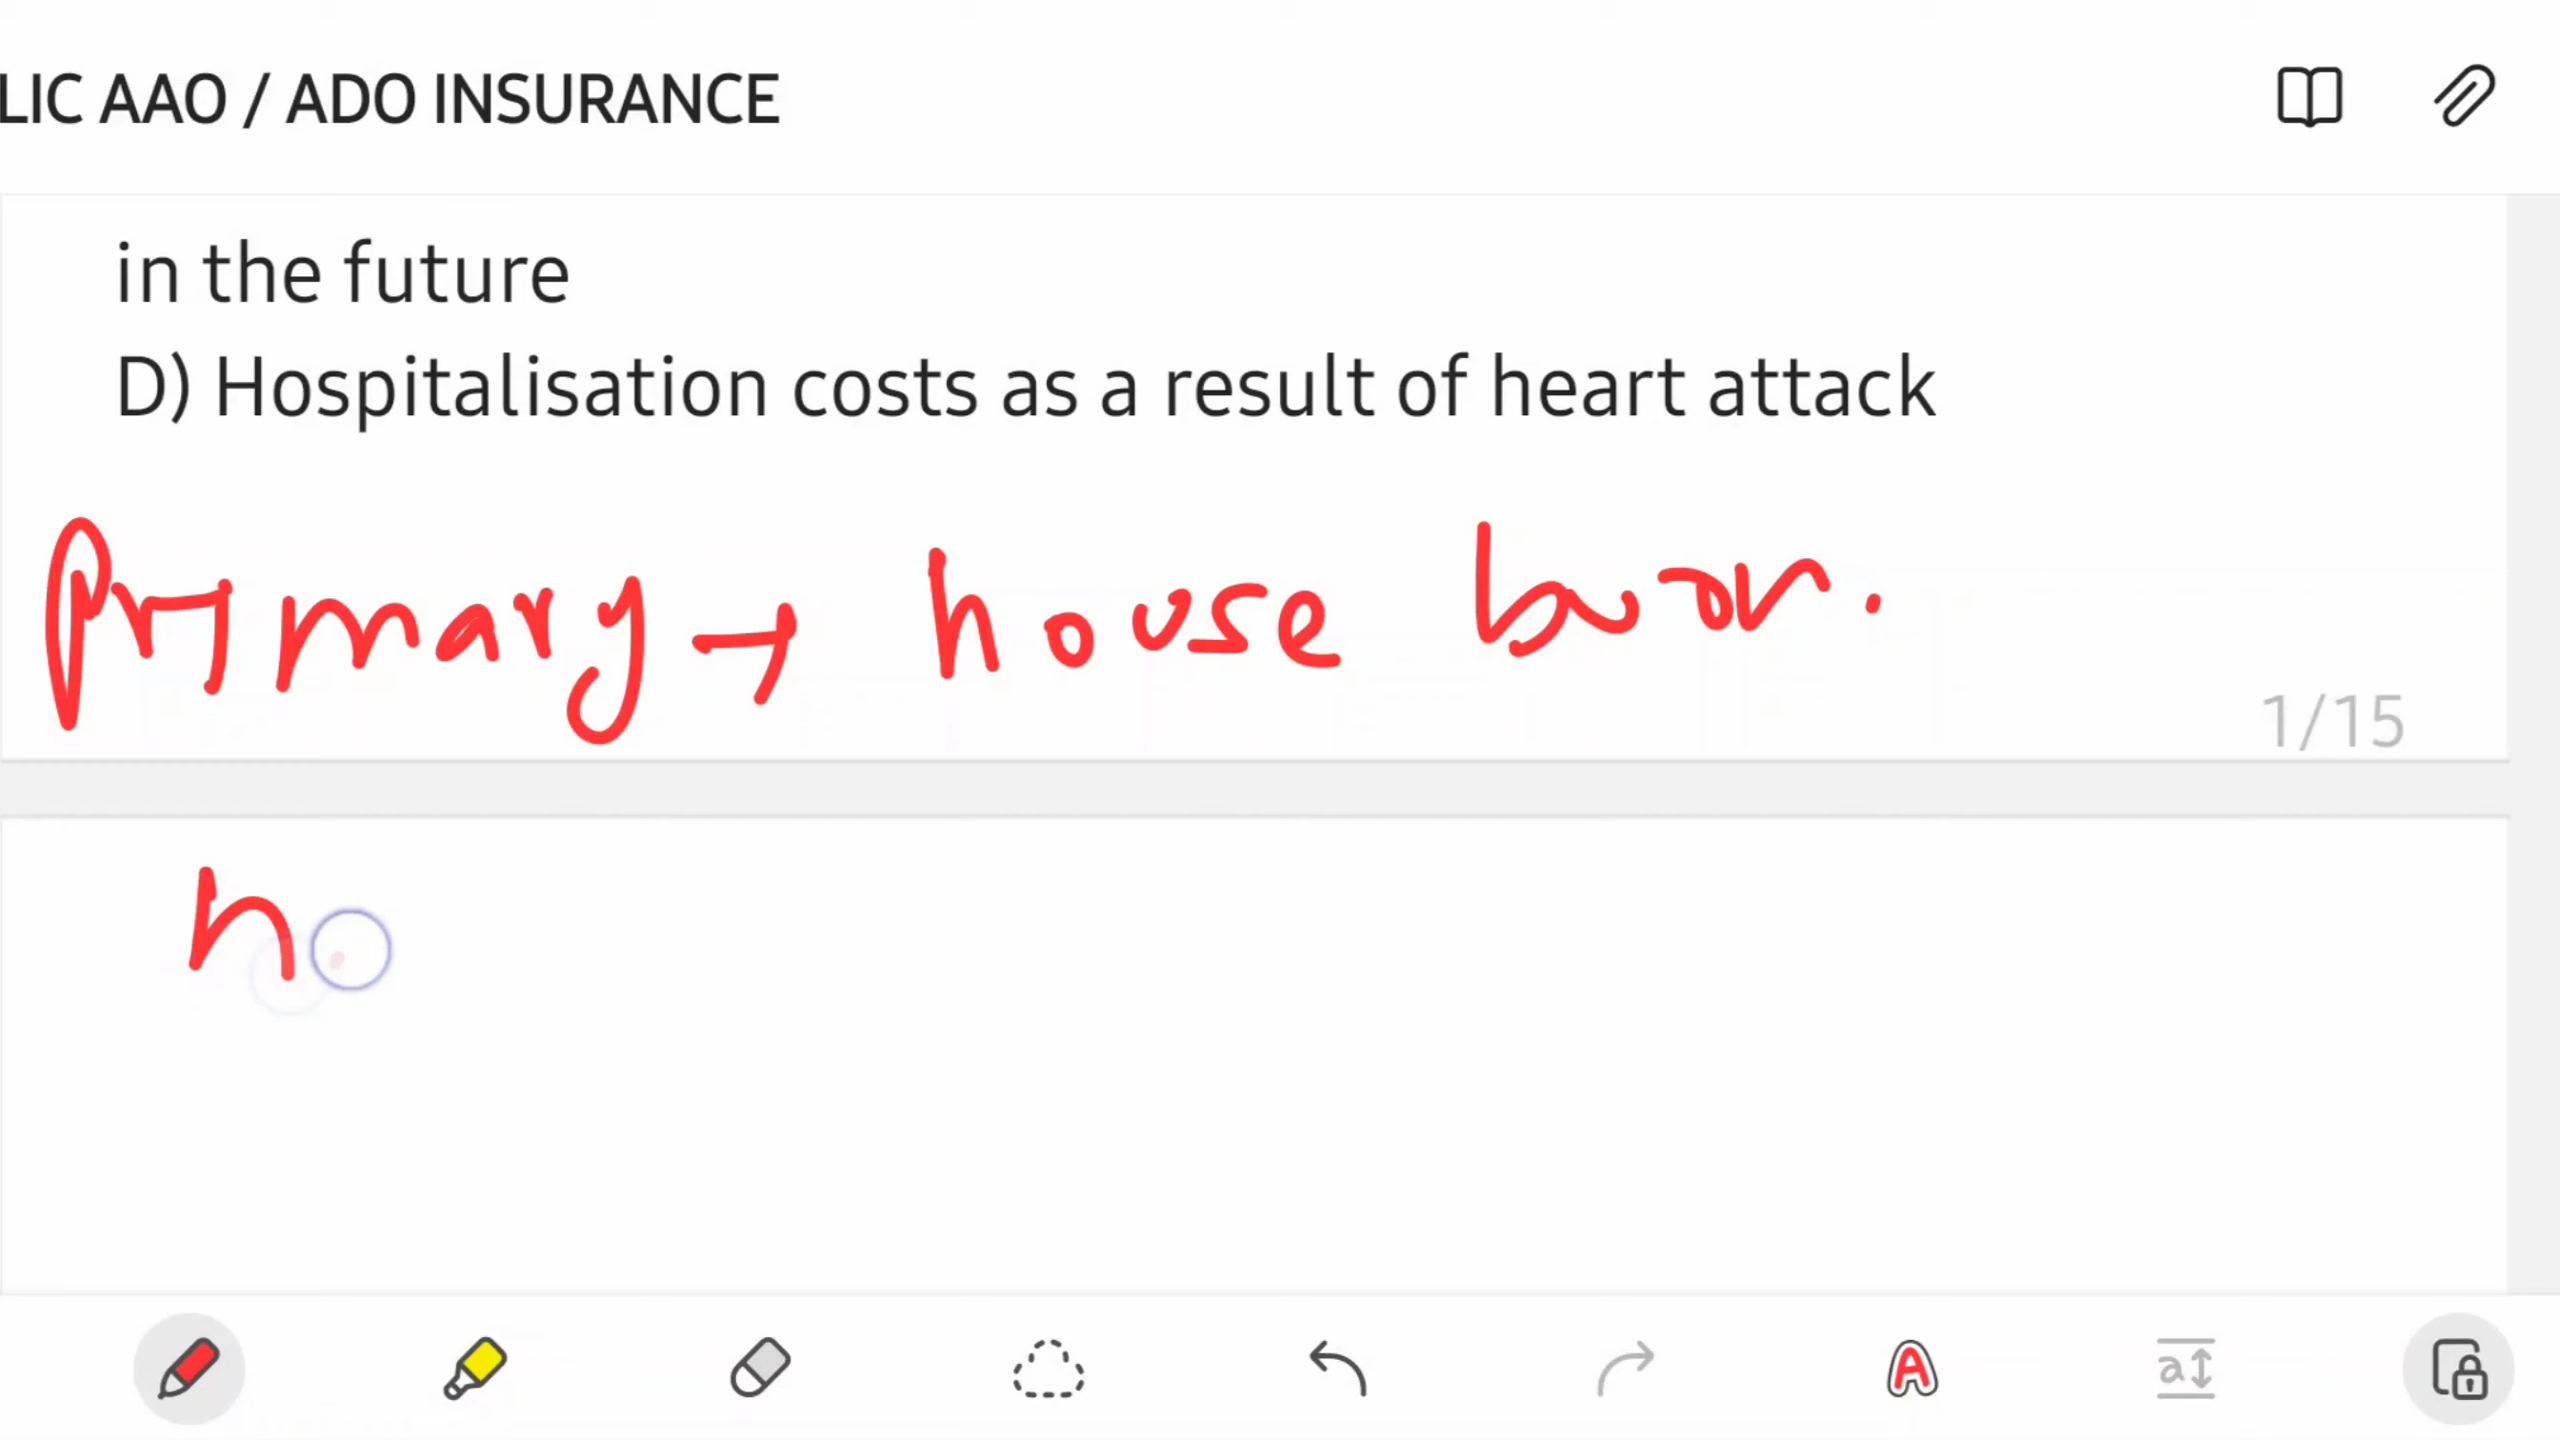 LIC AAO / ADO INSURANCE
in the future
D) Hospitalisation costs as a result of heart attack
Primary → house burn.
1/15
h